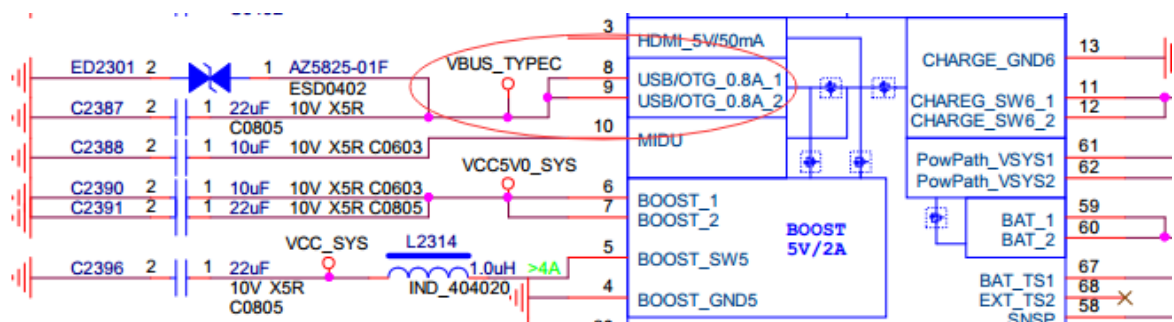 3
HDMI_5V/50mA
CHARGE_GND6 13
ED2301 2 1 AZ5825-01F
ESD0402
VBUS_TYPEC
8 USB/OTG_0.8A_1
9 USB/OTG_0.8A_2
CHAREG_SW6_1 11
CHARGE_SW6_2 12
C2387 2 1 22uF 10V X5R
C0805
10
MIDU
C2388 2 1 10uF 10V X5R C0603
VCC5V0_SYS
PowPath_VSYS1 61
PowPath_VSYS2 62
C2390 2 1 10uF 10V X5R C0603
C2391 2 1 22uF 10V X5R C0805
6 BOOST_1
7 BOOST_2
BOOST
5V/2A
BAT_1 59
BAT_2 60
VCC_SYS
L2314
C2396 2 1 22uF
10V X5R
C0805
1.0uH >4A
IND_404020
5
BOOST_SW5
4 BOOST_GND5
BAT_TS1 67
EXT_TS2 68
SNSP 58